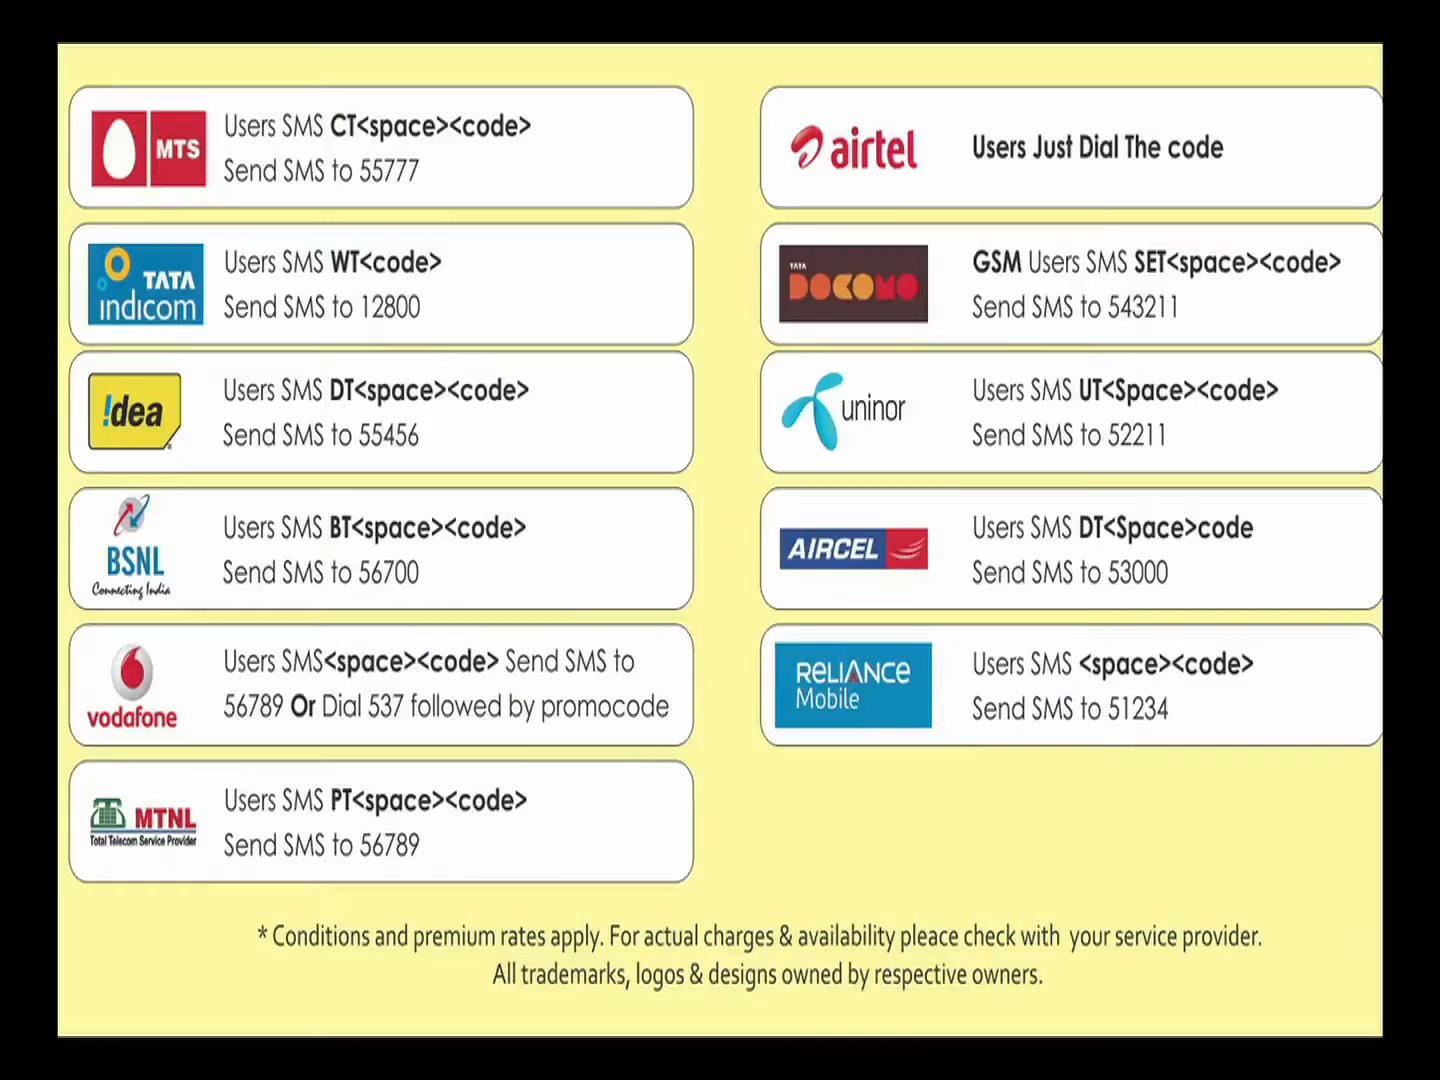 MTS
Users SMS CT<space><code>
Send SMS to 55777
airtel
Users Just Dial The code
TATA
indicom
Users SMS WT<code>
Send SMS to 12800
TATA
DOCOMO
GSM Users SMS SET<space><code>
Send SMS to 543211
!dea
Users SMS DT<space><code>
Send SMS to 55456
uninor
Users SMS UT<Space><code>
Send SMS to 52211
BSNL
Connecting India
Users SMS BT<space><code>
Send SMS to 56700
AIRCEL
Users SMS DT<Space>code
Send SMS to 53000
vodafone
Users SMS<space><code> Send SMS to
56789 Or Dial 537 followed by promocode
RELIANCE
Mobile
Users SMS <space><code>
Send SMS to 51234
MTNL
Total Telecom Service Provider
Users SMS PT<space><code>
Send SMS to 56789
* Conditions and premium rates apply. For actual charges & availability pleace check with your service provider.
All trademarks, logos & designs owned by respective owners.